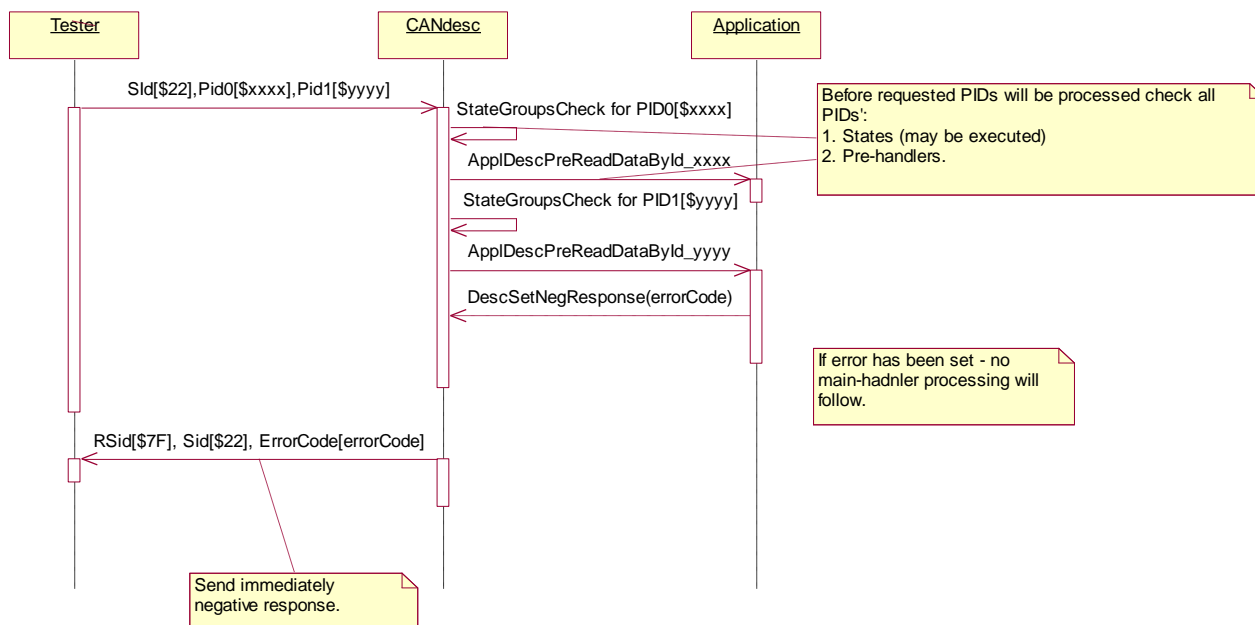 Tester
CANdesc
Application
SId[$22],Pid0[$xxxx],Pid1[$yyyy]
StateGroupsCheck for PID0[$xxxx]
Before requested PIDs will be processed check all
PIDs':
1. States (may be executed)
2. Pre-handlers.
ApplDescPreReadDataById_xxxx
StateGroupsCheck for PID1[$yyyy]
ApplDescPreReadDataById_yyyy
DescSetNegResponse(errorCode)
If error has been set - no
main-hadnler processing will
follow.
RSid[$7F], Sid[$22], ErrorCode[errorCode]
Send immediately
negative response.